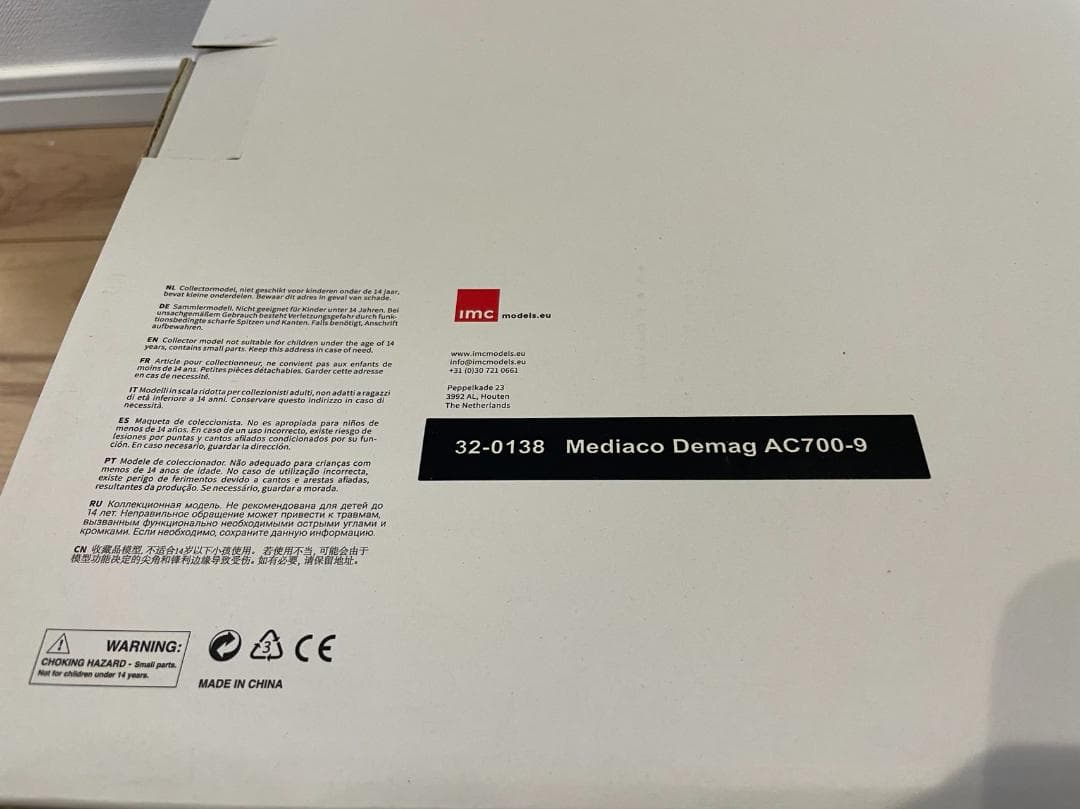 NL Collectormodel, niet geschikt voor kinderen onder de 14 jaar,
bevat kleine onderdelen. Bewaar dit adres in geval van schade.
DE Sammlermodell. Nicht geeignet für Kinder unter 14 Jahren. Bei
unsachgemäßem Gebrauch besteht Verletzungsgefahr durch funk-
tionsbedingte scharfe Spitzen und Kanten. Falls benötigt, Anschrift
aufbewahren.
EN Collector model not suitable for children under the age of 14
years, contains small parts. Keep this address in case of need.
FR Article pour collectionneur, ne convient pas aux enfants de
moins de 14 ans. Petites pièces détachables. Garder cette adresse
en cas de necessité.
IT Modelli in scala ridotta per collezionisti adulti, non adatti a ragazzi
di età inferiore a 14 anni. Conservare questo indirizzo in caso di
necessità.
ES Maqueta de coleccionista. No es apropiada para niños de
menos de 14 años. En caso de un uso incorrecto, existe riesgo de
lesiones por puntas y cantos afilados condicionados por su fun-
ción. En caso necesario, guardar la dirección.
PT Modele de coleccionador. Não adequado para crianças com
menos de 14 anos de idade. No caso de utilização incorrecta,
existe perigo de ferimentos devido a cantos e arestas afiadas,
resultantes da produção. Se necessário, guardar a morada.
RU Коллекционная модель. Не рекомендована для детей до
14 лет. Неправильное обращение может привести к травмам,
вызванным функционально необходимыми острыми углами и
кромками. Если необходимо, сохраните данную информацию.
CN 收藏品模型, 不适合14岁以下小孩使用。 若使用不当, 可能会由于
模型功能决定的尖角和锋利边缘导致受伤。如有必要, 请保留地址。
imc models.eu
www.imcmodels.eu
info@imcmodels.eu
+31 (0)30 721 0661
Peppelkade 23
3992 AL, Houten
The Netherlands
32-0138 Mediaco Demag AC700-9
WARNING:
CHOKING HAZARD - Small parts.
Not for children under 14 years.
3
CE
MADE IN CHINA